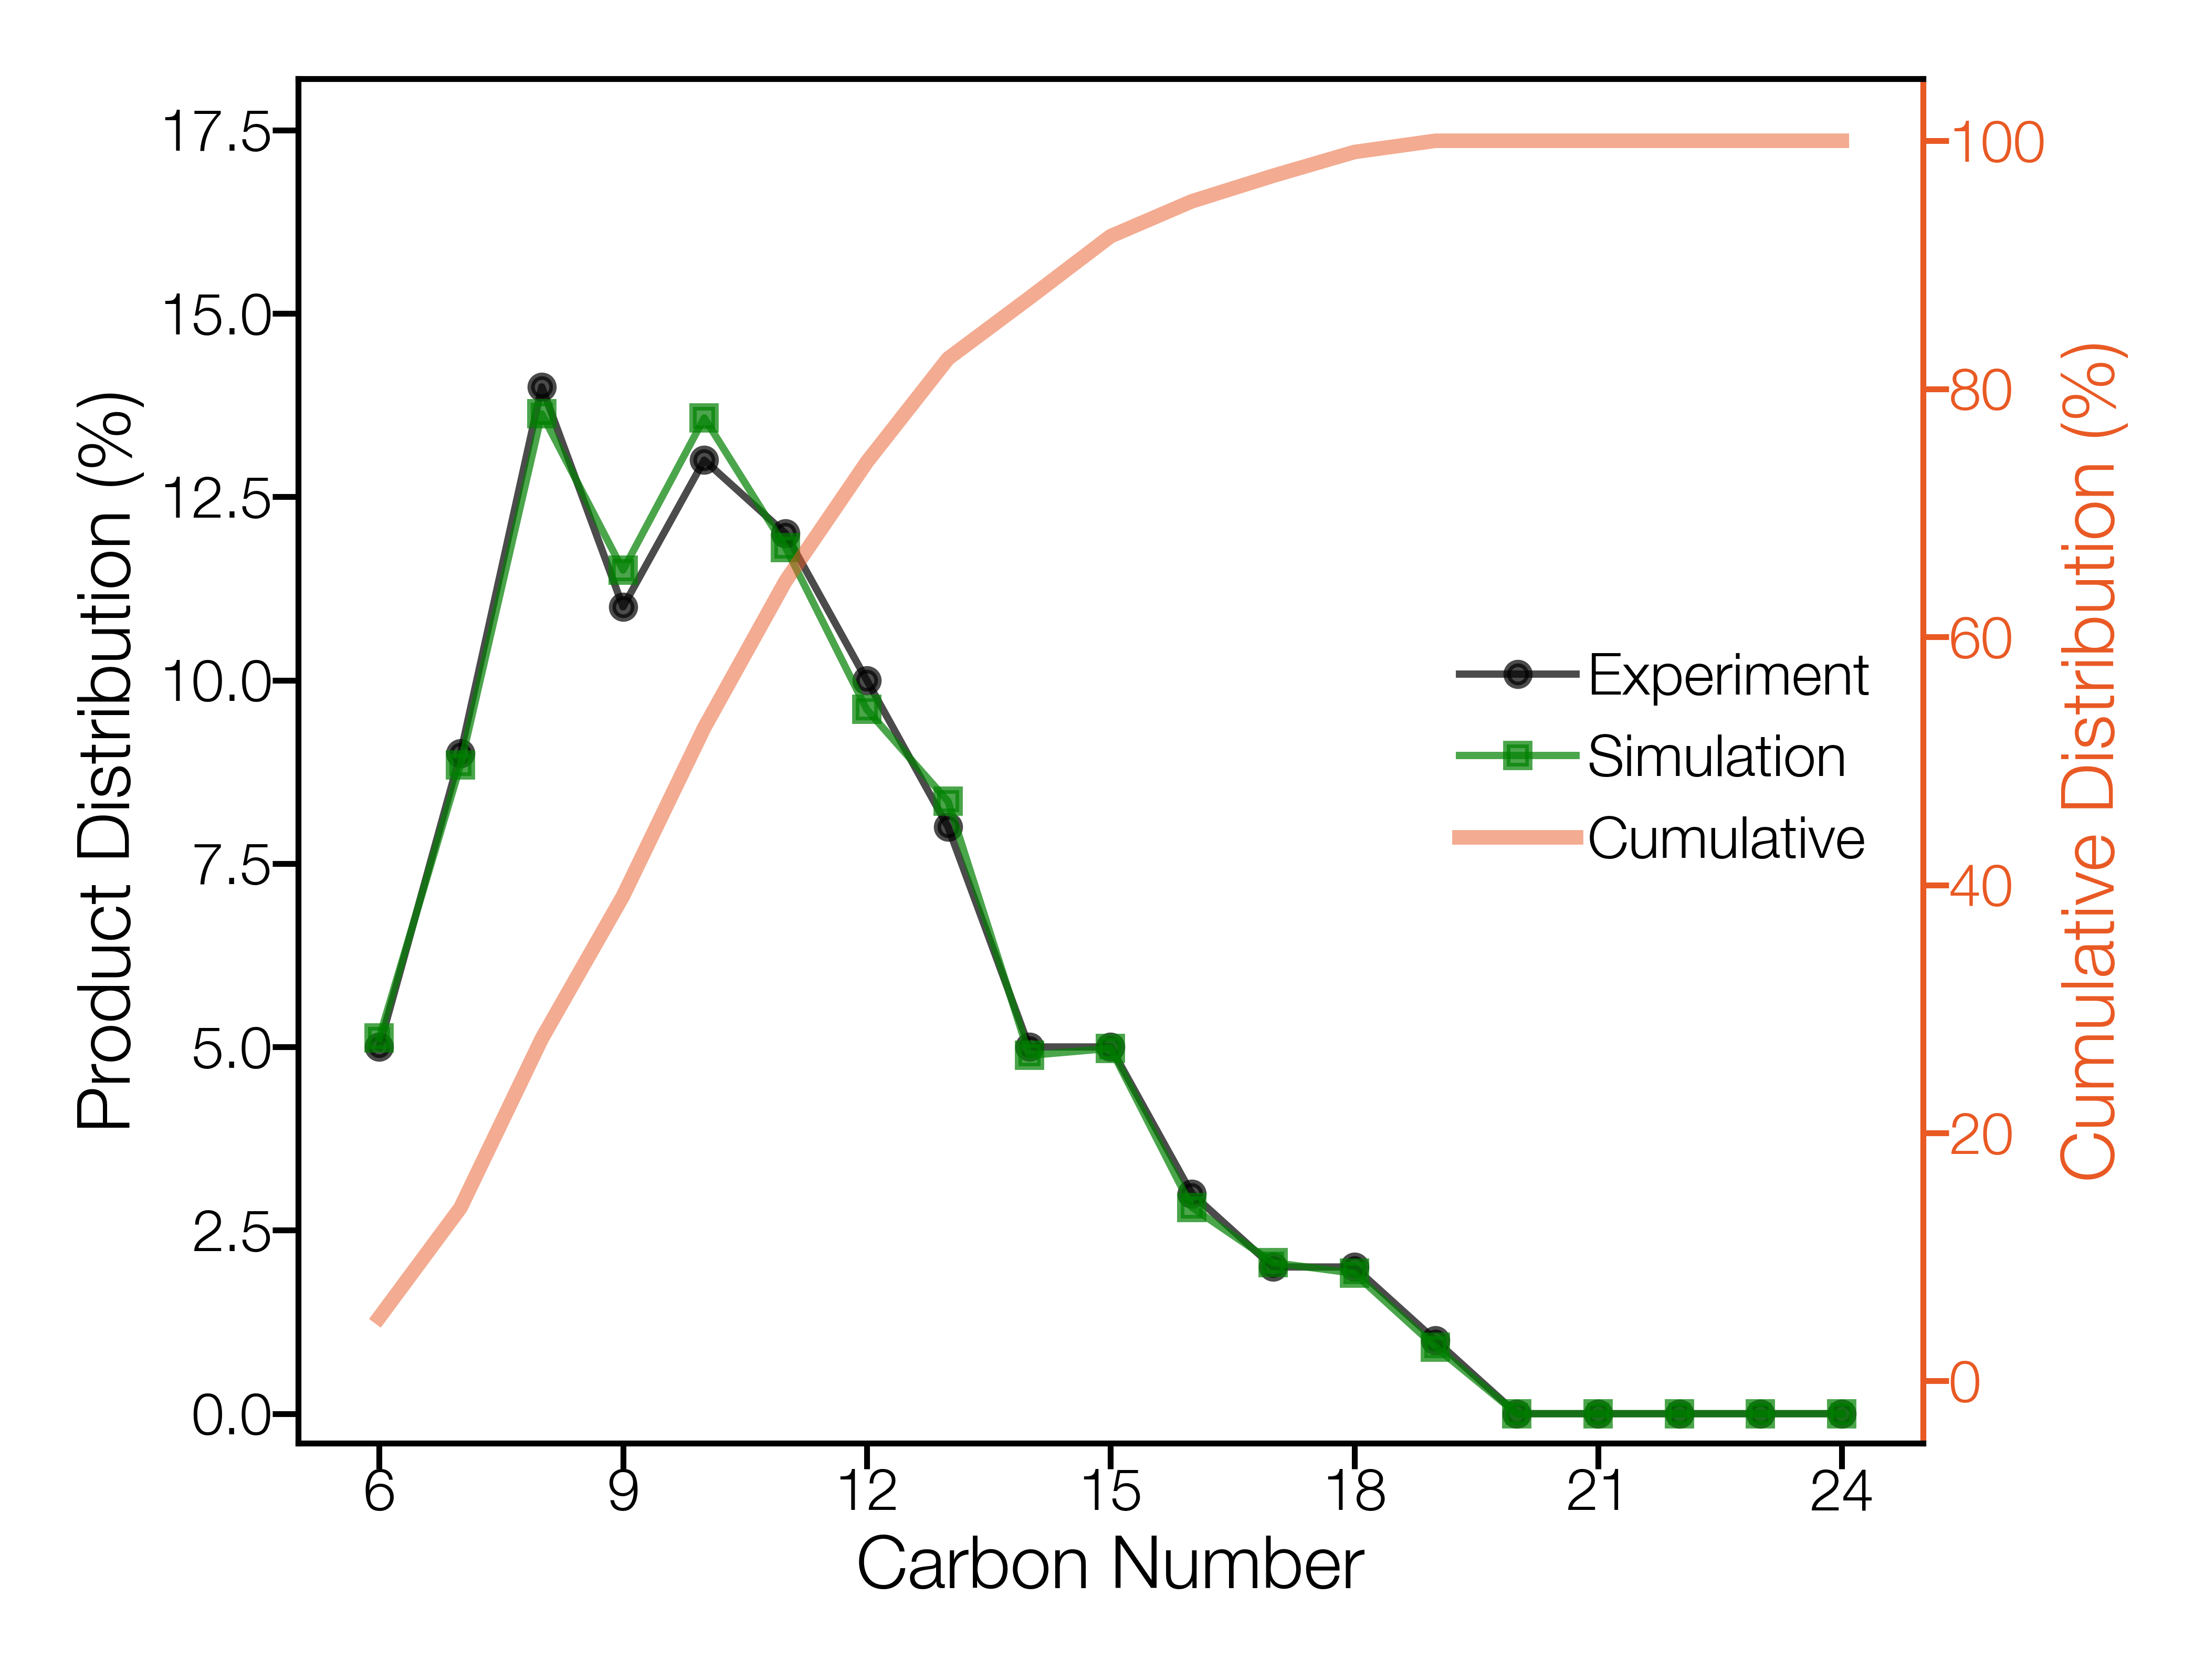 17.5
15.0
12.5
10.0
7.5
5.0
2.5
0.0
Product Distribution (%)
6 9 12 15 18 21 24
Carbon Number
Experiment
Simulation
Cumulative
100
80
60
40
20
0
Cumulative Distribution (%)